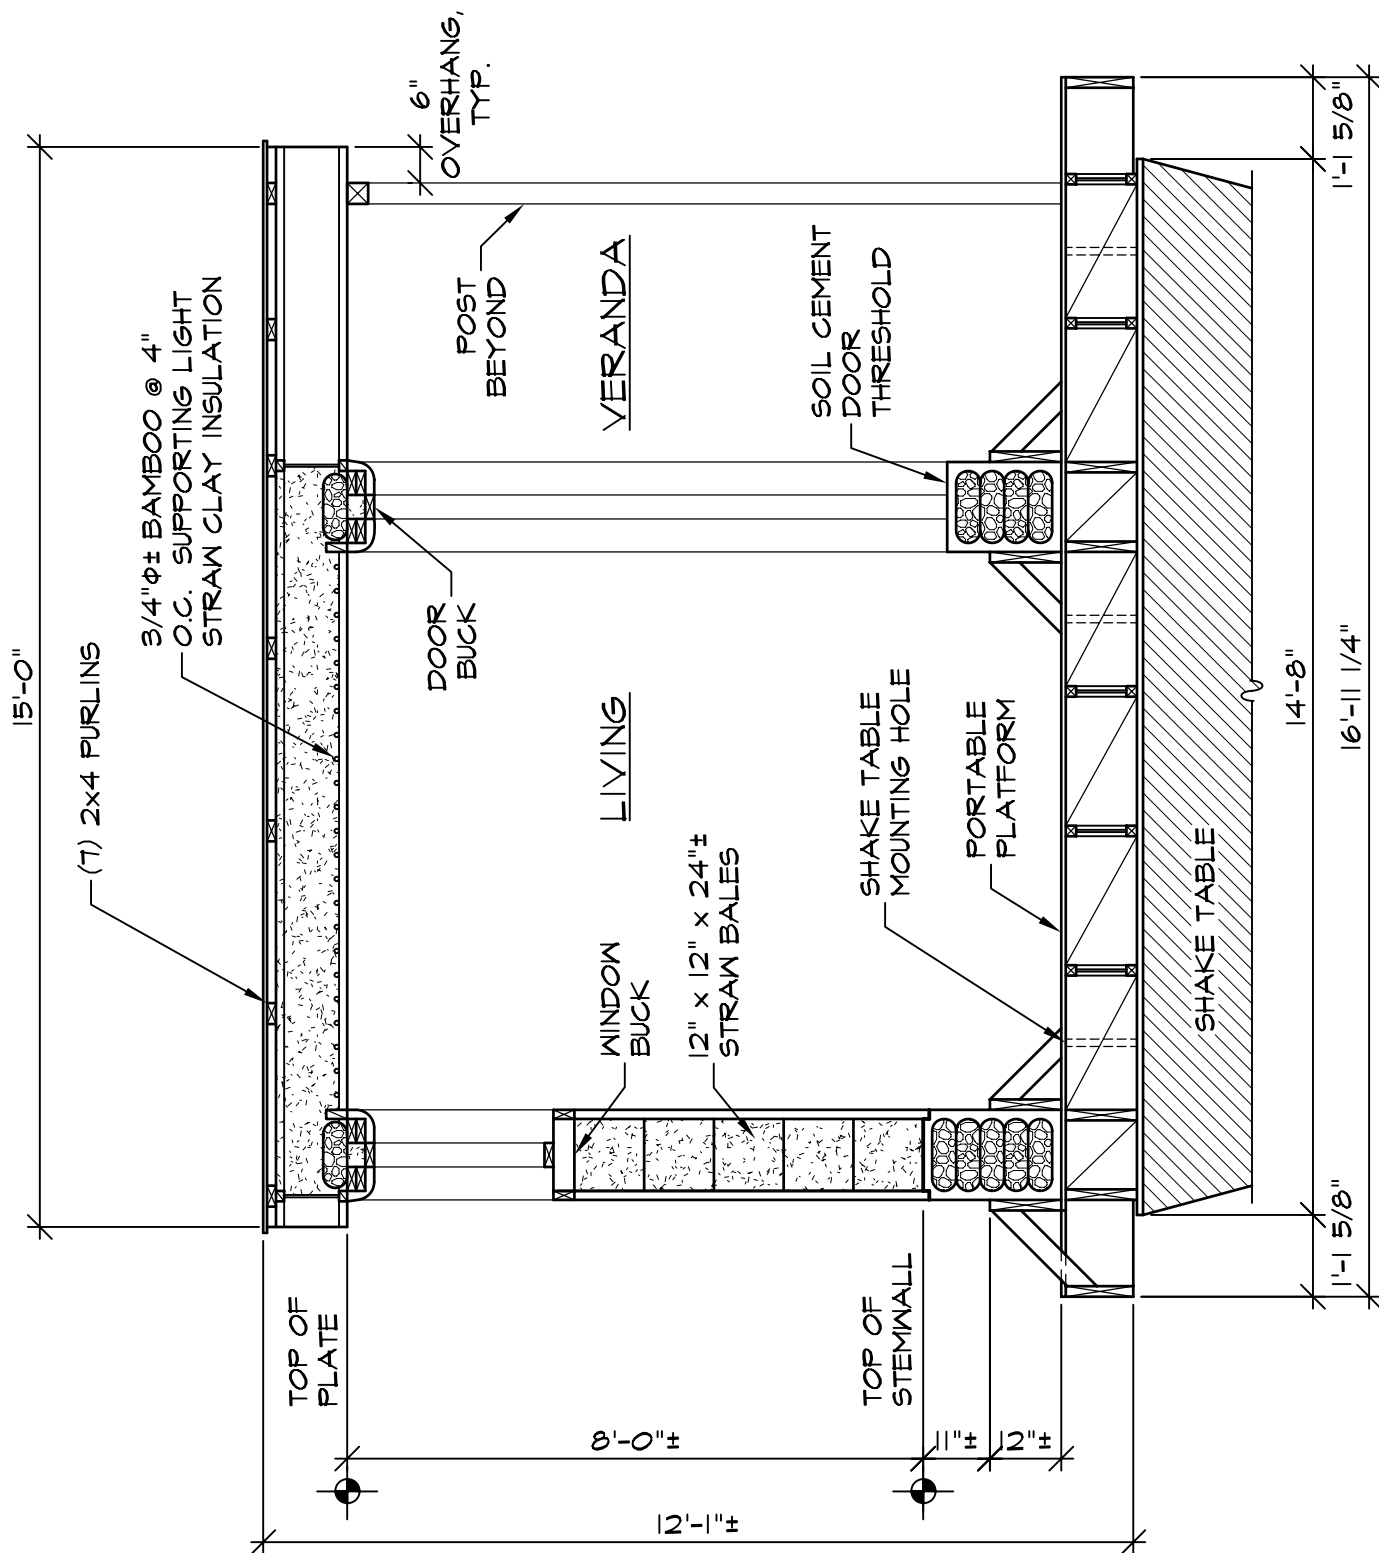 15'-0"
(7) 2x4 PURLINS
3/4"Φ± BAMBOO @ 4"
O.C. SUPPORTING LIGHT
STRAW CLAY INSULATION
6"
OVERHANG,
TYP.
POST
BEYOND
DOOR
BUCK
VERANDA
LIVING
WINDOW
BUCK
12" x 12" x 24"±
STRAW BALES
SOIL CEMENT
DOOR
THRESHOLD
SHAKE TABLE
MOUNTING HOLE
PORTABLE
PLATFORM
SHAKE TABLE
TOP OF
PLATE
TOP OF
STEMWALL
8'-0"±
11"±
12"±
12'-1"±
1'-1 5/8"
14'-8"
1'-1 5/8"
16'-11 1/4"